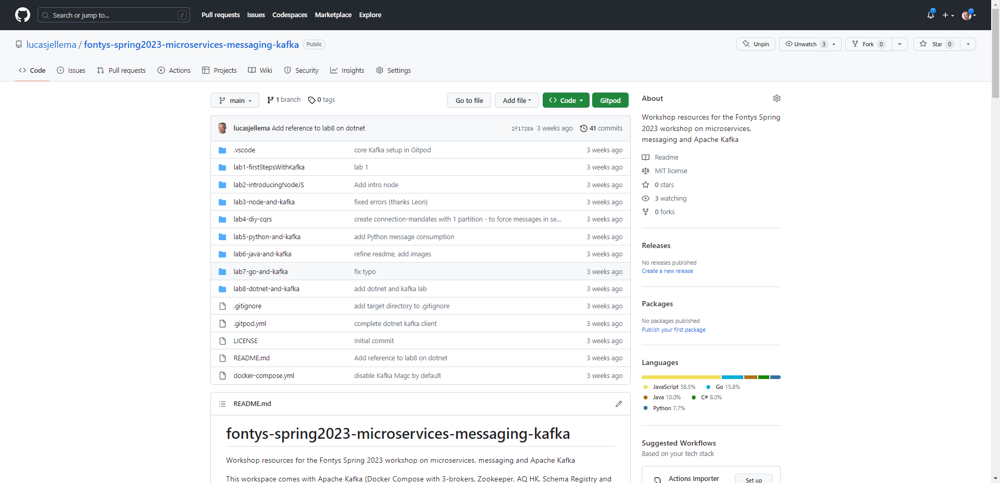 Search or jump to... /
Pull requests Issues Codespaces Marketplace Explore
lucasjellema / fontys-spring2023-microservices-messaging-kafka Public
Unpin Unwatch 3 Fork 0 Star 0
Code Issues Pull requests Actions Projects Wiki Security Insights Settings
main 1 branch 0 tags Go to file Add file Code Gitpod
lucasjellema Add reference to lab8 on dotnet 2f1728a 3 weeks ago 41 commits
.vscode core Kafka setup in Gitpod 3 weeks ago
lab1-firstStepsWithKafka lab 1 3 weeks ago
lab2-introducingNodeJS Add intro node 3 weeks ago
lab3-node-and-kafka fixed errors (thanks Leon) 3 weeks ago
lab4-diy-cqrs create connection-mandates with 1 partition - to force messages in se... 3 weeks ago
lab5-python-and-kafka add Python message consumption 3 weeks ago
lab6-java-and-kafka refine readme, add images 3 weeks ago
lab7-go-and-kafka fix typo 3 weeks ago
lab8-dotnet-and-kafka add dotnet and kafka lab 3 weeks ago
.gitignore add target directory to .gitignore 3 weeks ago
.gitpod.yml complete dotnet kafka client 3 weeks ago
LICENSE Initial commit 3 weeks ago
README.md Add reference to lab8 on dotnet 3 weeks ago
docker-compose.yml disable Kafka Magc by default 3 weeks ago
README.md
fontys-spring2023-microservices-messaging-kafka
Workshop resources for the Fontys Spring 2023 workshop on microservices, messaging and Apache Kafka
This workspace comes with Apache Kafka (Docker Compose with 3-brokers, Zookeeper, AQ HK, Schema Registry and
About
Workshop resources for the Fontys Spring
2023 workshop on microservices,
messaging and Apache Kafka
Readme
MIT license
0 stars
3 watching
0 forks
Releases
No releases published
Create a new release
Packages
No packages published
Publish your first package
Languages
JavaScript 58.5% Go 15.8%
Java 10.0% C# 8.0%
Python 7.7%
Suggested Workflows
Based on your tech stack
Actions Importer Set up